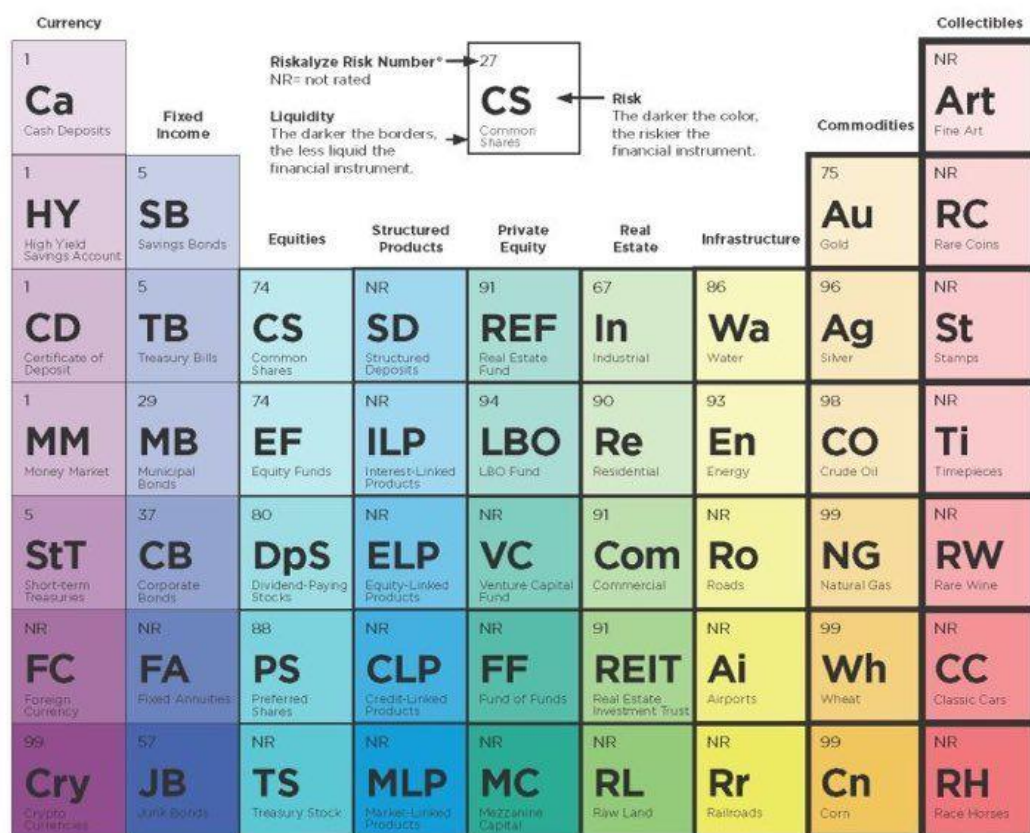 Currency
Collectibles
1
Ca
Cash Deposits
Fixed
Income
Riskalyze Risk Number°
NR= not rated
Liquidity
The darker the borders,
the less liquid the
financial instrument.
27
CS
Common
Shares
Risk
The darker the color,
the riskier the
financial instrument.
Commodities
NR
Art
Fine Art
1
HY
High Yield
Savings Account
5
SB
Savings Bonds
Equities
Structured
Products
Private
Equity
Real
Estate
Infrastructure
75
Au
Gold
NR
RC
Rare Coins
1
CD
Certificate of
Deposit
5
TB
Treasury Bills
74
CS
Common
Shares
NR
SD
Structured
Deposits
91
REF
Real Estate
Fund
67
In
Industrial
86
Wa
Water
96
Ag
Silver
NR
St
Stamps
1
MM
Money Market
29
MB
Municipal
Bonds
74
EF
Equity Funds
NR
ILP
Interest-Linked
Products
94
LBO
LBO Fund
90
Re
Residential
93
En
Energy
98
CO
Crude Oil
NR
Ti
Timepieces
5
StT
Short-term
Treasuries
37
CB
Corporate
Bonds
80
DpS
Dividend-Paying
Stocks
NR
ELP
Equity-Linked
Products
NR
VC
Venture Capital
Fund
91
Com
Commercial
NR
Ro
Roads
99
NG
Natural Gas
NR
RW
Rare Wine
NR
FC
Foreign
Currency
NR
FA
Fixed Annuities
88
PS
Preferred
Shares
NR
CLP
Credit-Linked
Products
NR
FF
Fund of Funds
91
REIT
Real Estate
Investment Trust
NR
Ai
Airports
99
Wh
Wheat
NR
CC
Classic Cars
99
Cry
Crypto
Currencies
57
JB
Junk Bonds
NR
TS
Treasury Stock
NR
MLP
Market-Linked
Products
NR
MC
Mezzanine
Capital
NR
RL
Raw Land
NR
Rr
Railroads
99
Cn
Corn
NR
RH
Race Horses